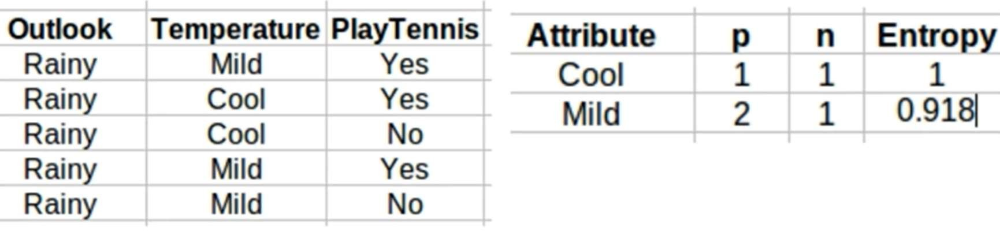 Outlook Temperature PlayTennis
Rainy Mild Yes
Rainy Cool Yes
Rainy Cool No
Rainy Mild Yes
Rainy Mild No
Attribute p n Entropy
Cool 1 1 1
Mild 2 1 0.918